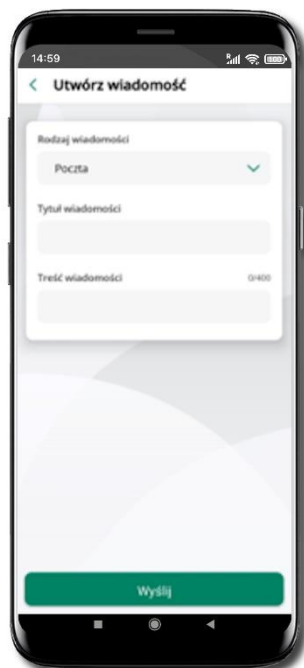 14:59
Utwórz wiadomość
Rodzaj wiadomości
Poczta
Tytuł wiadomości
Treść wiadomości 0/400
Wyślij